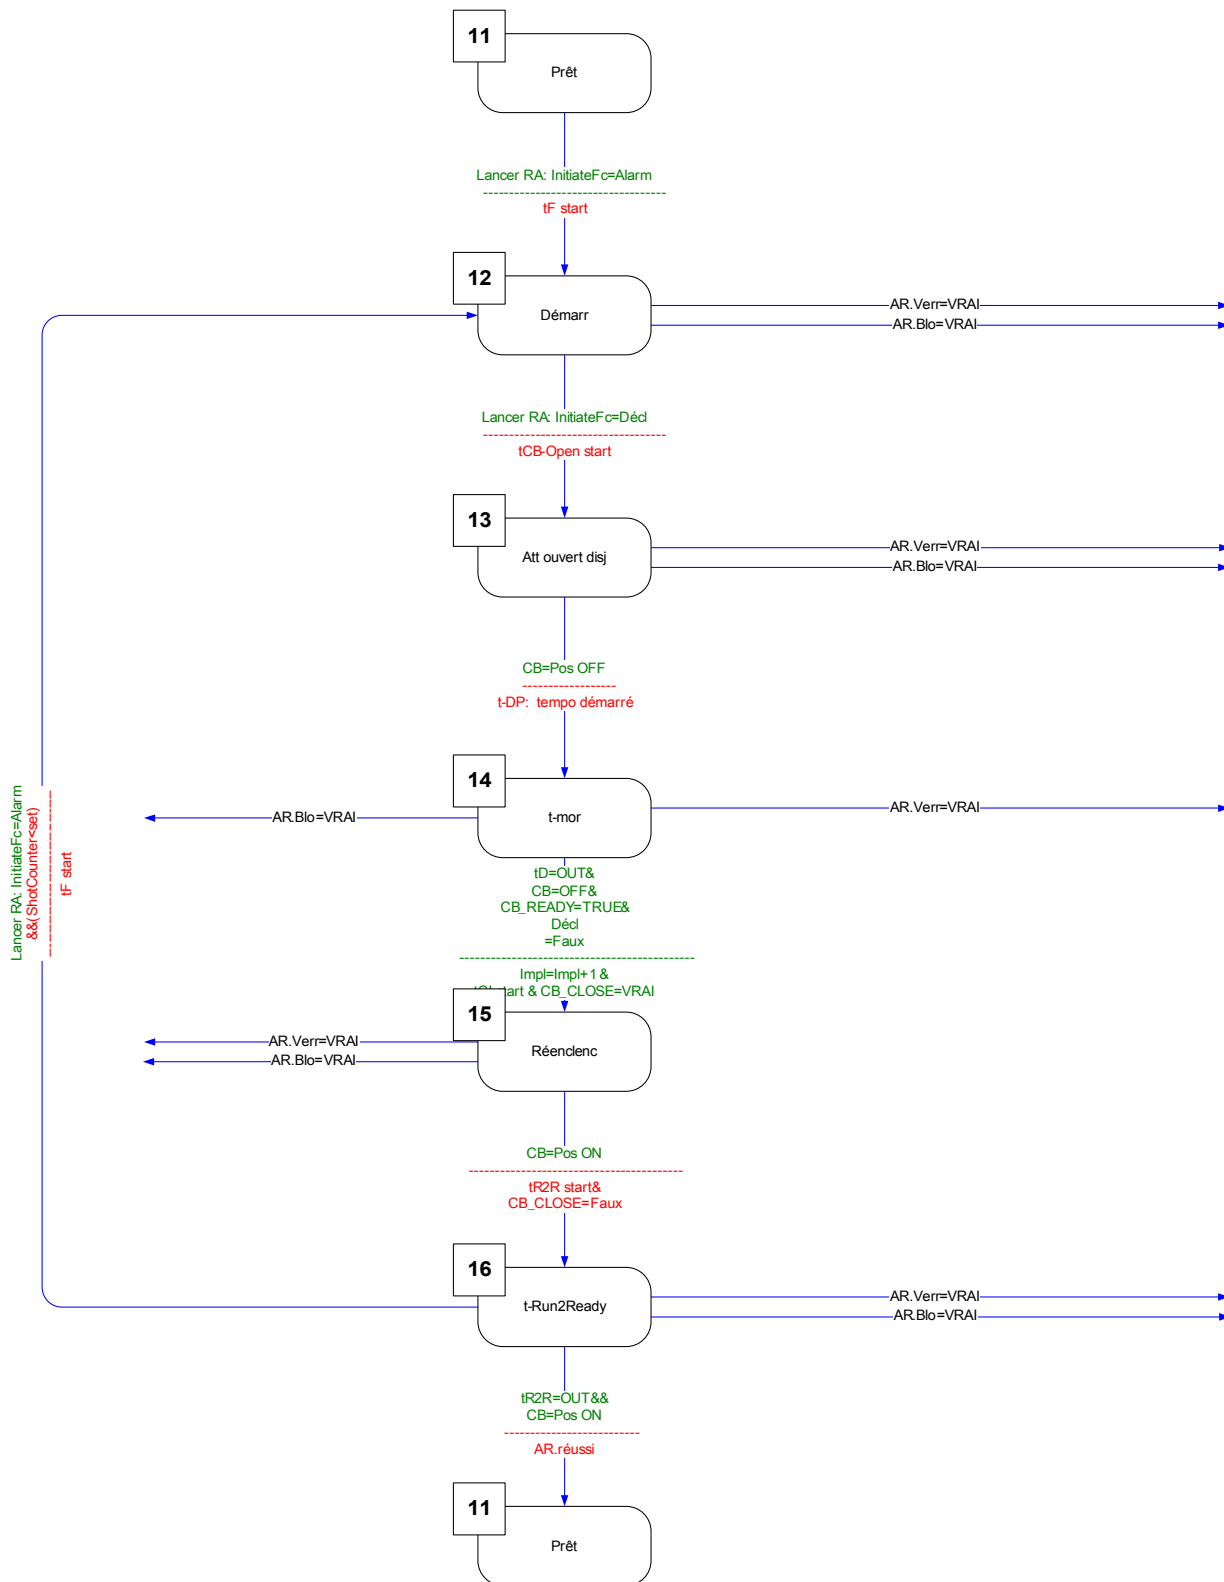 11
Prêt
Lancer RA: InitiateFc=Alarm
tF start
12
Démarr
AR.Verr=VRAI
AR.Blo=VRAI
Lancer RA: InitiateFc=Décl
tCB-Open start
13
Att ouvert disj
AR.Verr=VRAI
AR.Blo=VRAI
CB=Pos OFF
t-DP: tempo démarré
14
t-mor
AR.Blo=VRAI
AR.Verr=VRAI
Lancer RA: InitiateFc=Alarm
&&(ShotCounter<set)
tF start
tD=OUT&
CB=OFF&
CB_READY=TRUE&
Décl
=Faux
Impl=Impl+1 &
start & CB_CLOSE=VRAI
15
Réenclenc
AR.Verr=VRAI
AR.Blo=VRAI
CB=Pos ON
tR2R start&
CB_CLOSE=Faux
16
t-Run2Ready
AR.Verr=VRAI
AR.Blo=VRAI
tR2R=OUT&&
CB=Pos ON
AR.réussi
11
Prêt